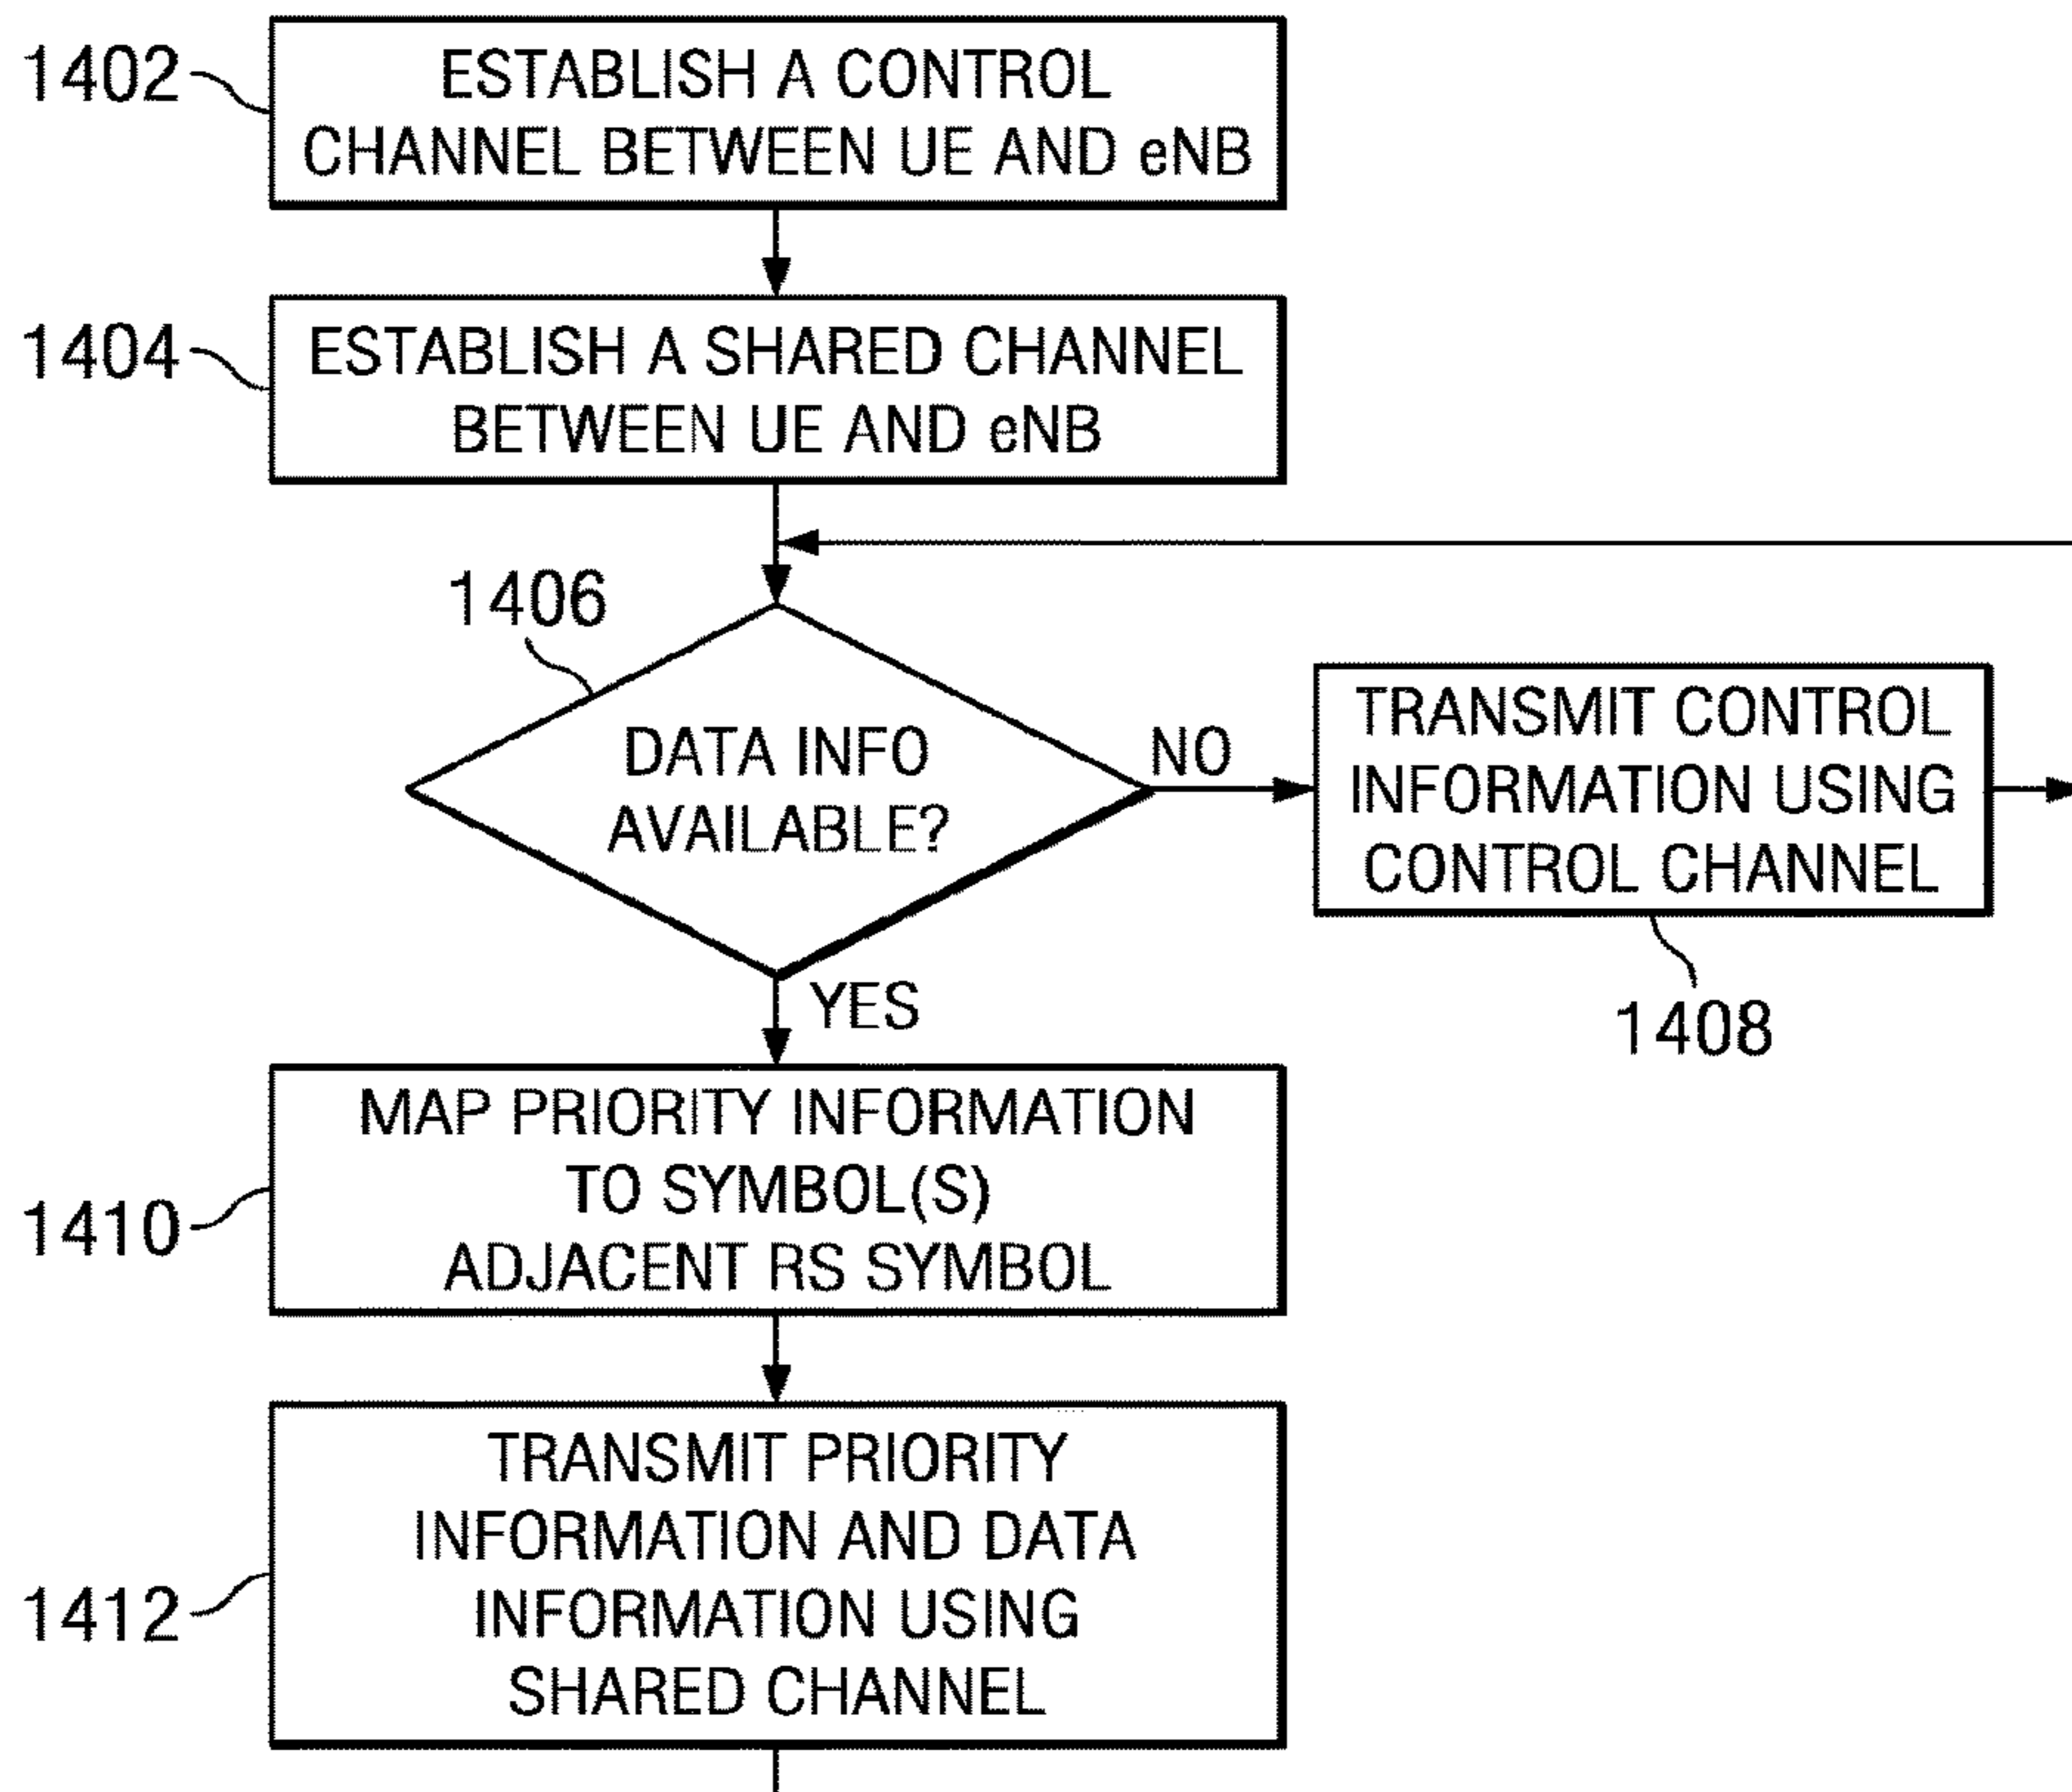 1402
ESTABLISH A CONTROL
CHANNEL BETWEEN UE AND eNB
1404
ESTABLISH A SHARED CHANNEL
BETWEEN UE AND eNB
1406
DATA INFO
AVAILABLE?
NO
TRANSMIT CONTROL
INFORMATION USING
CONTROL CHANNEL
1408
YES
1410
MAP PRIORITY INFORMATION
TO SYMBOL(S)
ADJACENT RS SYMBOL
1412
TRANSMIT PRIORITY
INFORMATION AND DATA
INFORMATION USING
SHARED CHANNEL